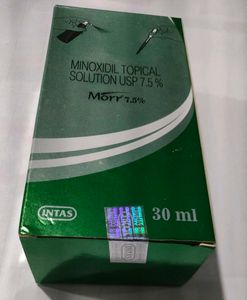 MINOXIDIL TOPICAL
SOLUTION USP 7.5 %
Morr 7.5%
INTAS
30 ml